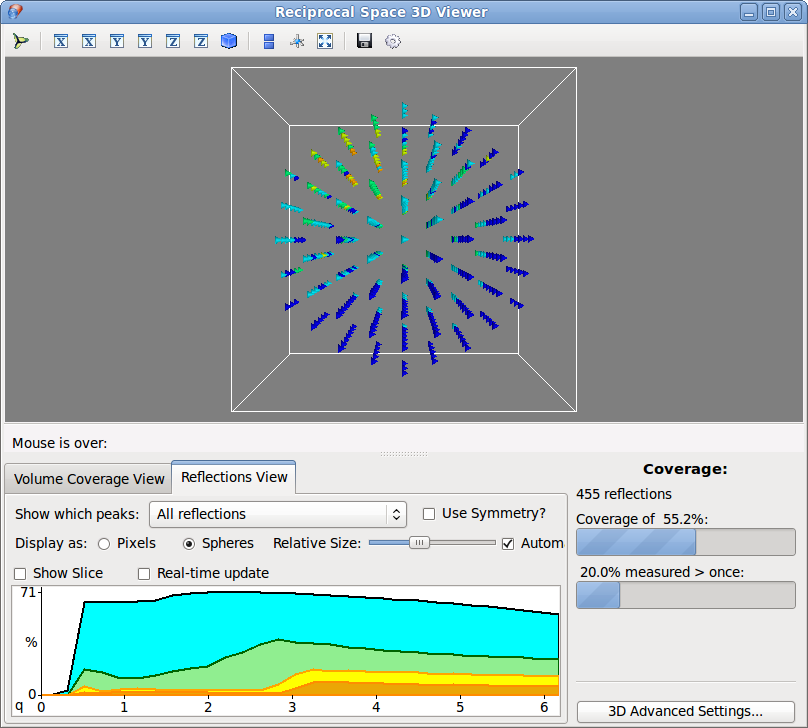 Reciprocal Space 3D Viewer
X X Y Y Z Z
Mouse is over:
Volume Coverage View
Reflections View
Show which peaks: All reflections Use Symmetry?
Display as: Pixels Spheres Relative Size: Autom
Show Slice Real-time update
71
%
0
q 0 1 2 3 4 5 6
Coverage:
455 reflections
Coverage of 55.2%:
20.0% measured > once:
3D Advanced Settings...